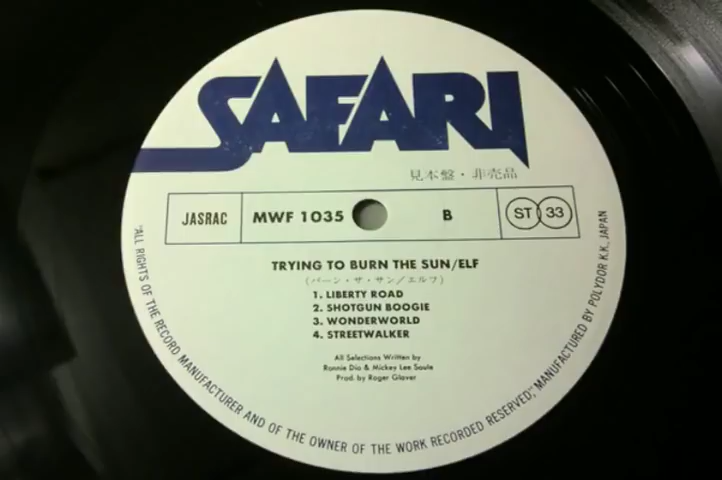 SAFARI
見本盤・非売品
JASRAC MWF 1035 B ST 33
TRYING TO BURN THE SUN/ELF
(バーン・ザ・サン/エルフ)
1. LIBERTY ROAD
2. SHOTGUN BOOGIE
3. WONDERWORLD
4. STREETWALKER
All Selections Written by
Ronnie Dio & Mickey Lee Soule
Prod. by Roger Glover
"ALL RIGHTS OF THE RECORD MANUFACTURER AND OF THE OWNER OF THE WORK RECORDED RESERVED," MANUFACTURED BY POLYDOR K.K., JAPAN